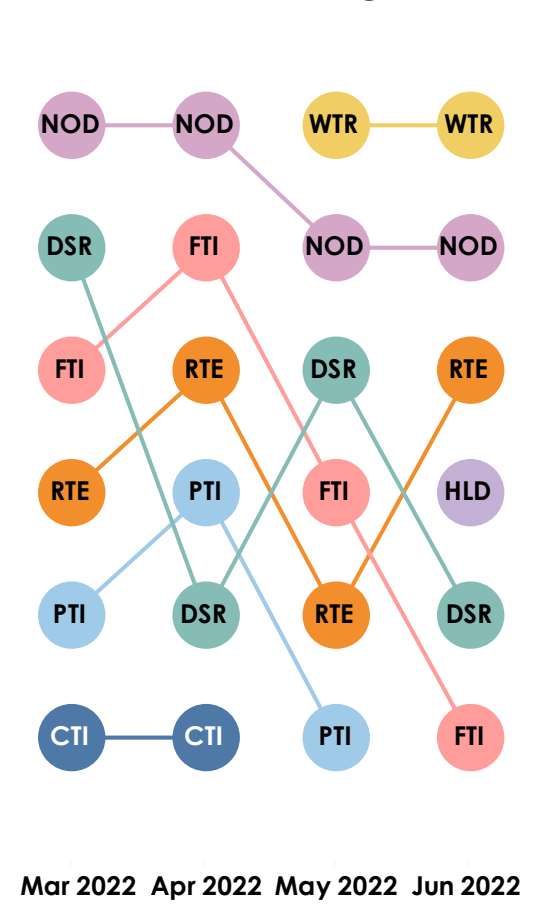 NOD NOD WTR WTR
DSR FTI NOD NOD
FTI RTE DSR RTE
RTE PTI FTI HLD
PTI DSR RTE DSR
CTI CTI PTI FTI
Mar 2022 Apr 2022 May 2022 Jun 2022